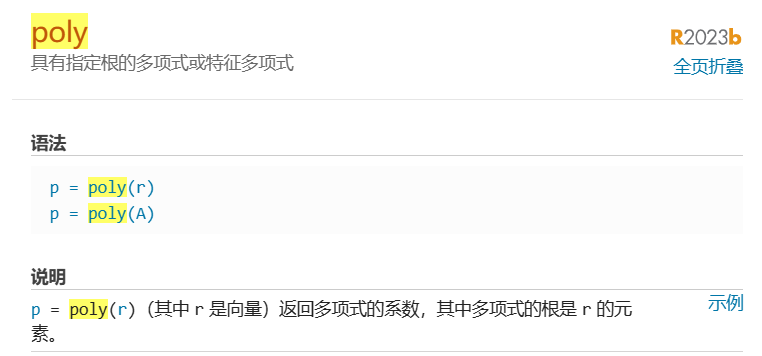 poly
R2023b
具有指定根的多项式或特征多项式
全页折叠
语法
p = poly(r)
p = poly(A)
说明
p = poly(r)（其中 r 是向量）返回多项式的系数，其中多项式的根是 r 的元
示例
素。